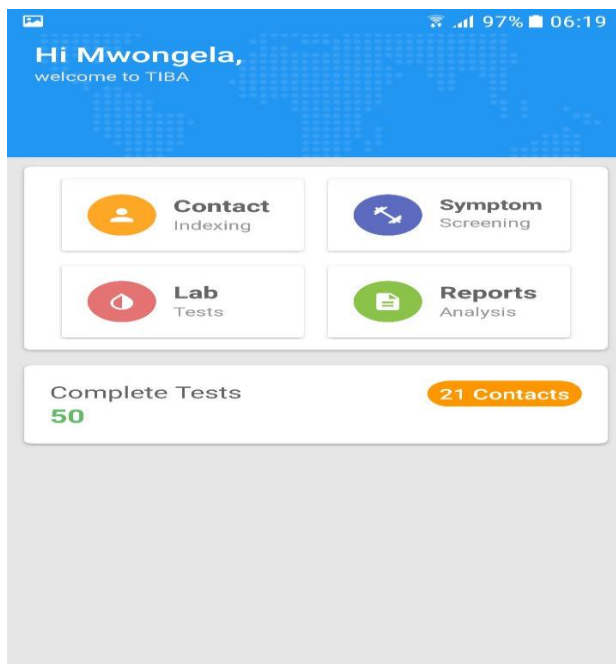 97% 06:19
Hi Mwongela,
welcome to TIBA
Contact
Indexing
Symptom
Screening
Lab
Tests
Reports
Analysis
Complete Tests
50
21 Contacts